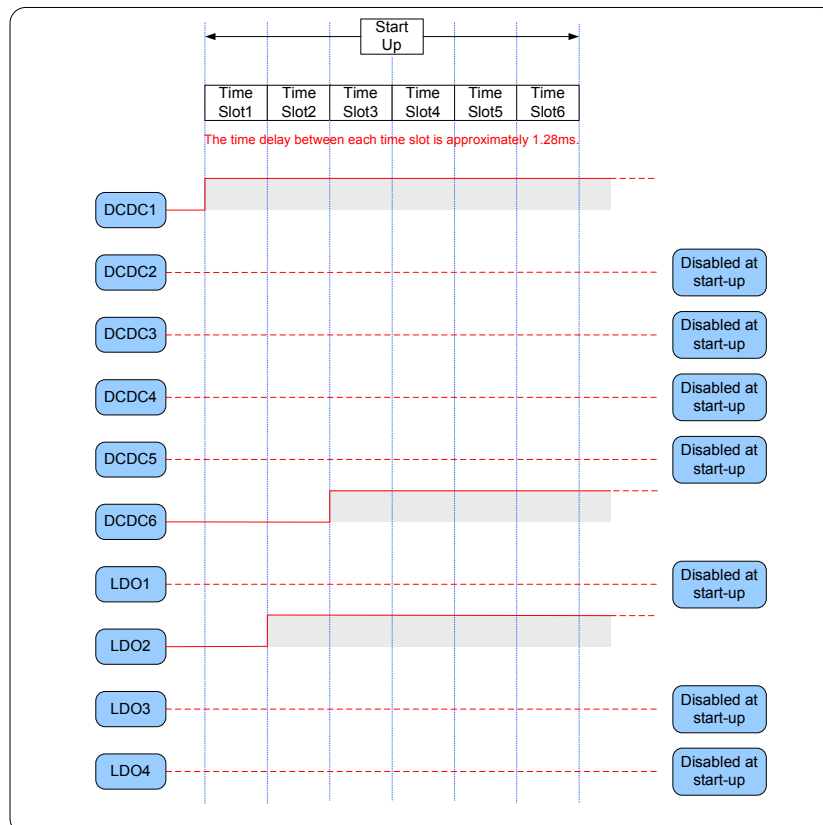 Start
Up
Time
Slot1
Time
Slot2
Time
Slot3
Time
Slot4
Time
Slot5
Time
Slot6
The time delay between each time slot is approximately 1.28ms.
DCDC1
DCDC2
Disabled at
start-up
DCDC3
Disabled at
start-up
DCDC4
Disabled at
start-up
DCDC5
Disabled at
start-up
DCDC6
LDO1
Disabled at
start-up
LDO2
LDO3
Disabled at
start-up
LDO4
Disabled at
start-up